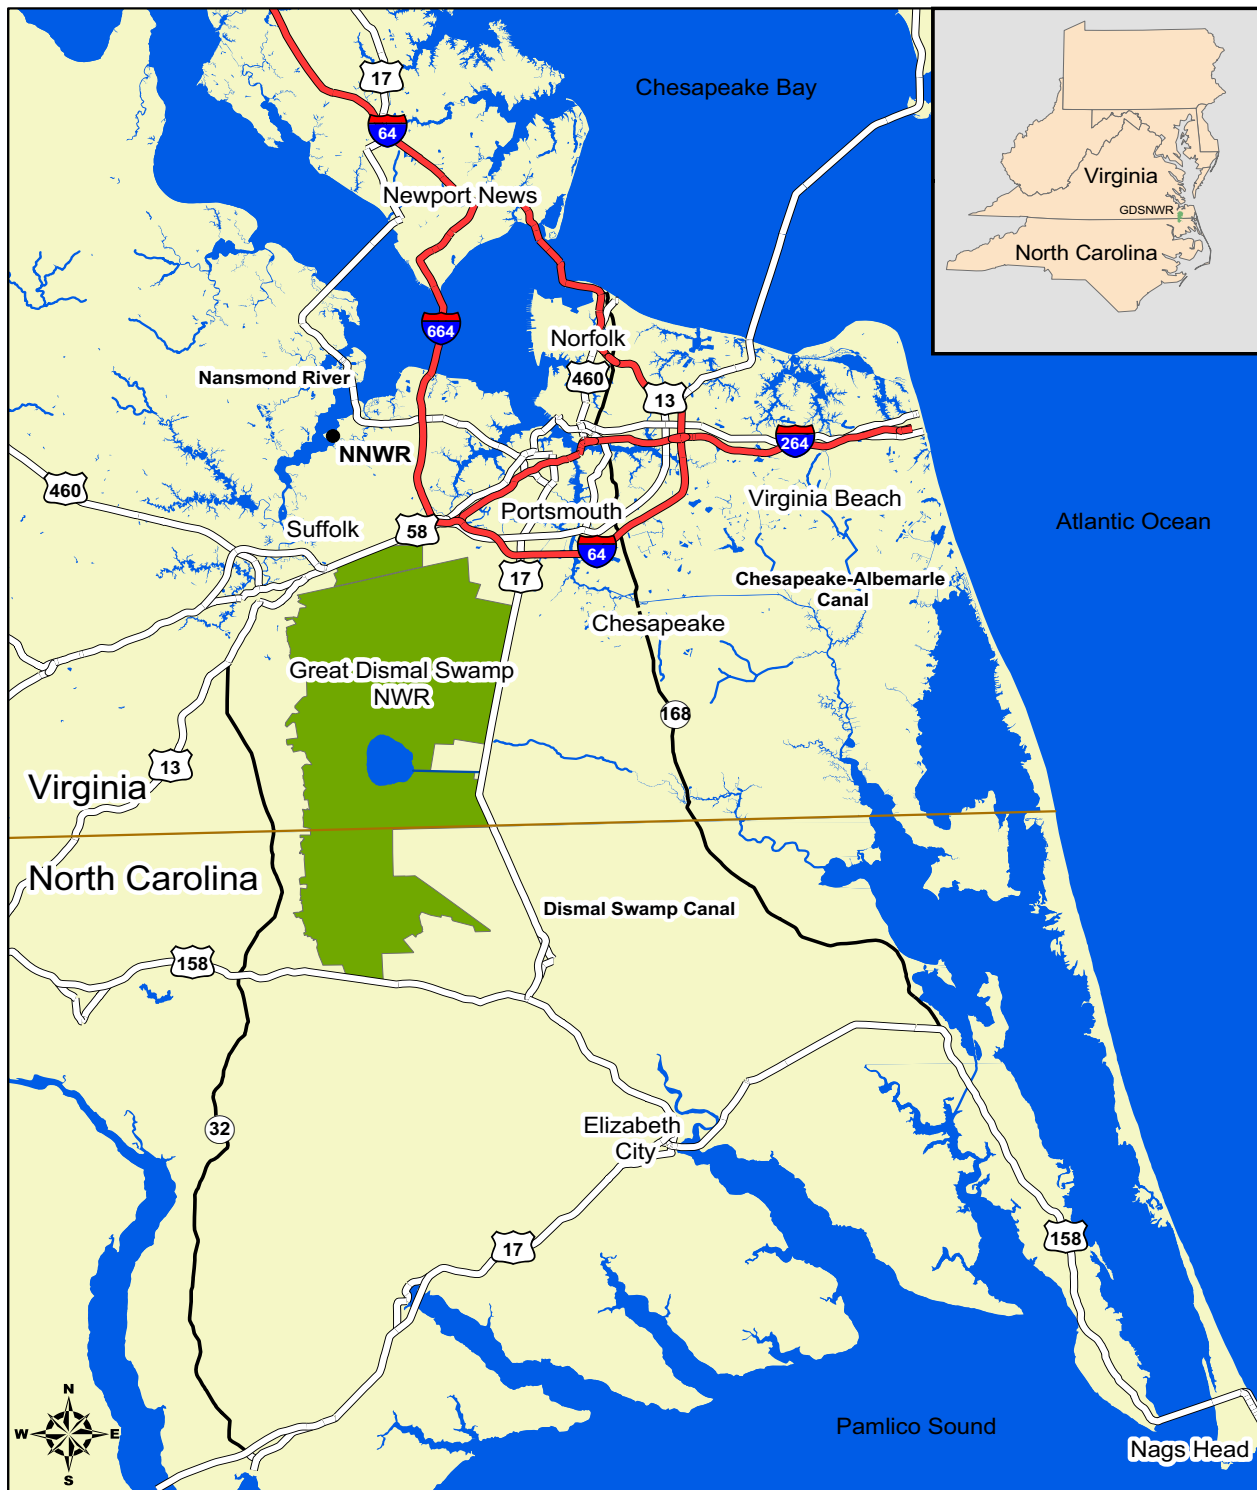 Chesapeake Bay
17
64
Newport News
Virginia
GDSNWR
North Carolina
664
Norfolk
460
Nansmond River
13
264
NNWR
460
Virginia Beach
Portsmouth
Suffolk
58
Atlantic Ocean
64
17
Chesapeake-Albemarle
Canal
Chesapeake
Great Dismal Swamp
NWR
168
13
Virginia
North Carolina
Dismal Swamp Canal
158
32
Elizabeth
City
17
158
N
W
E
S
Pamlico Sound
Nags Head